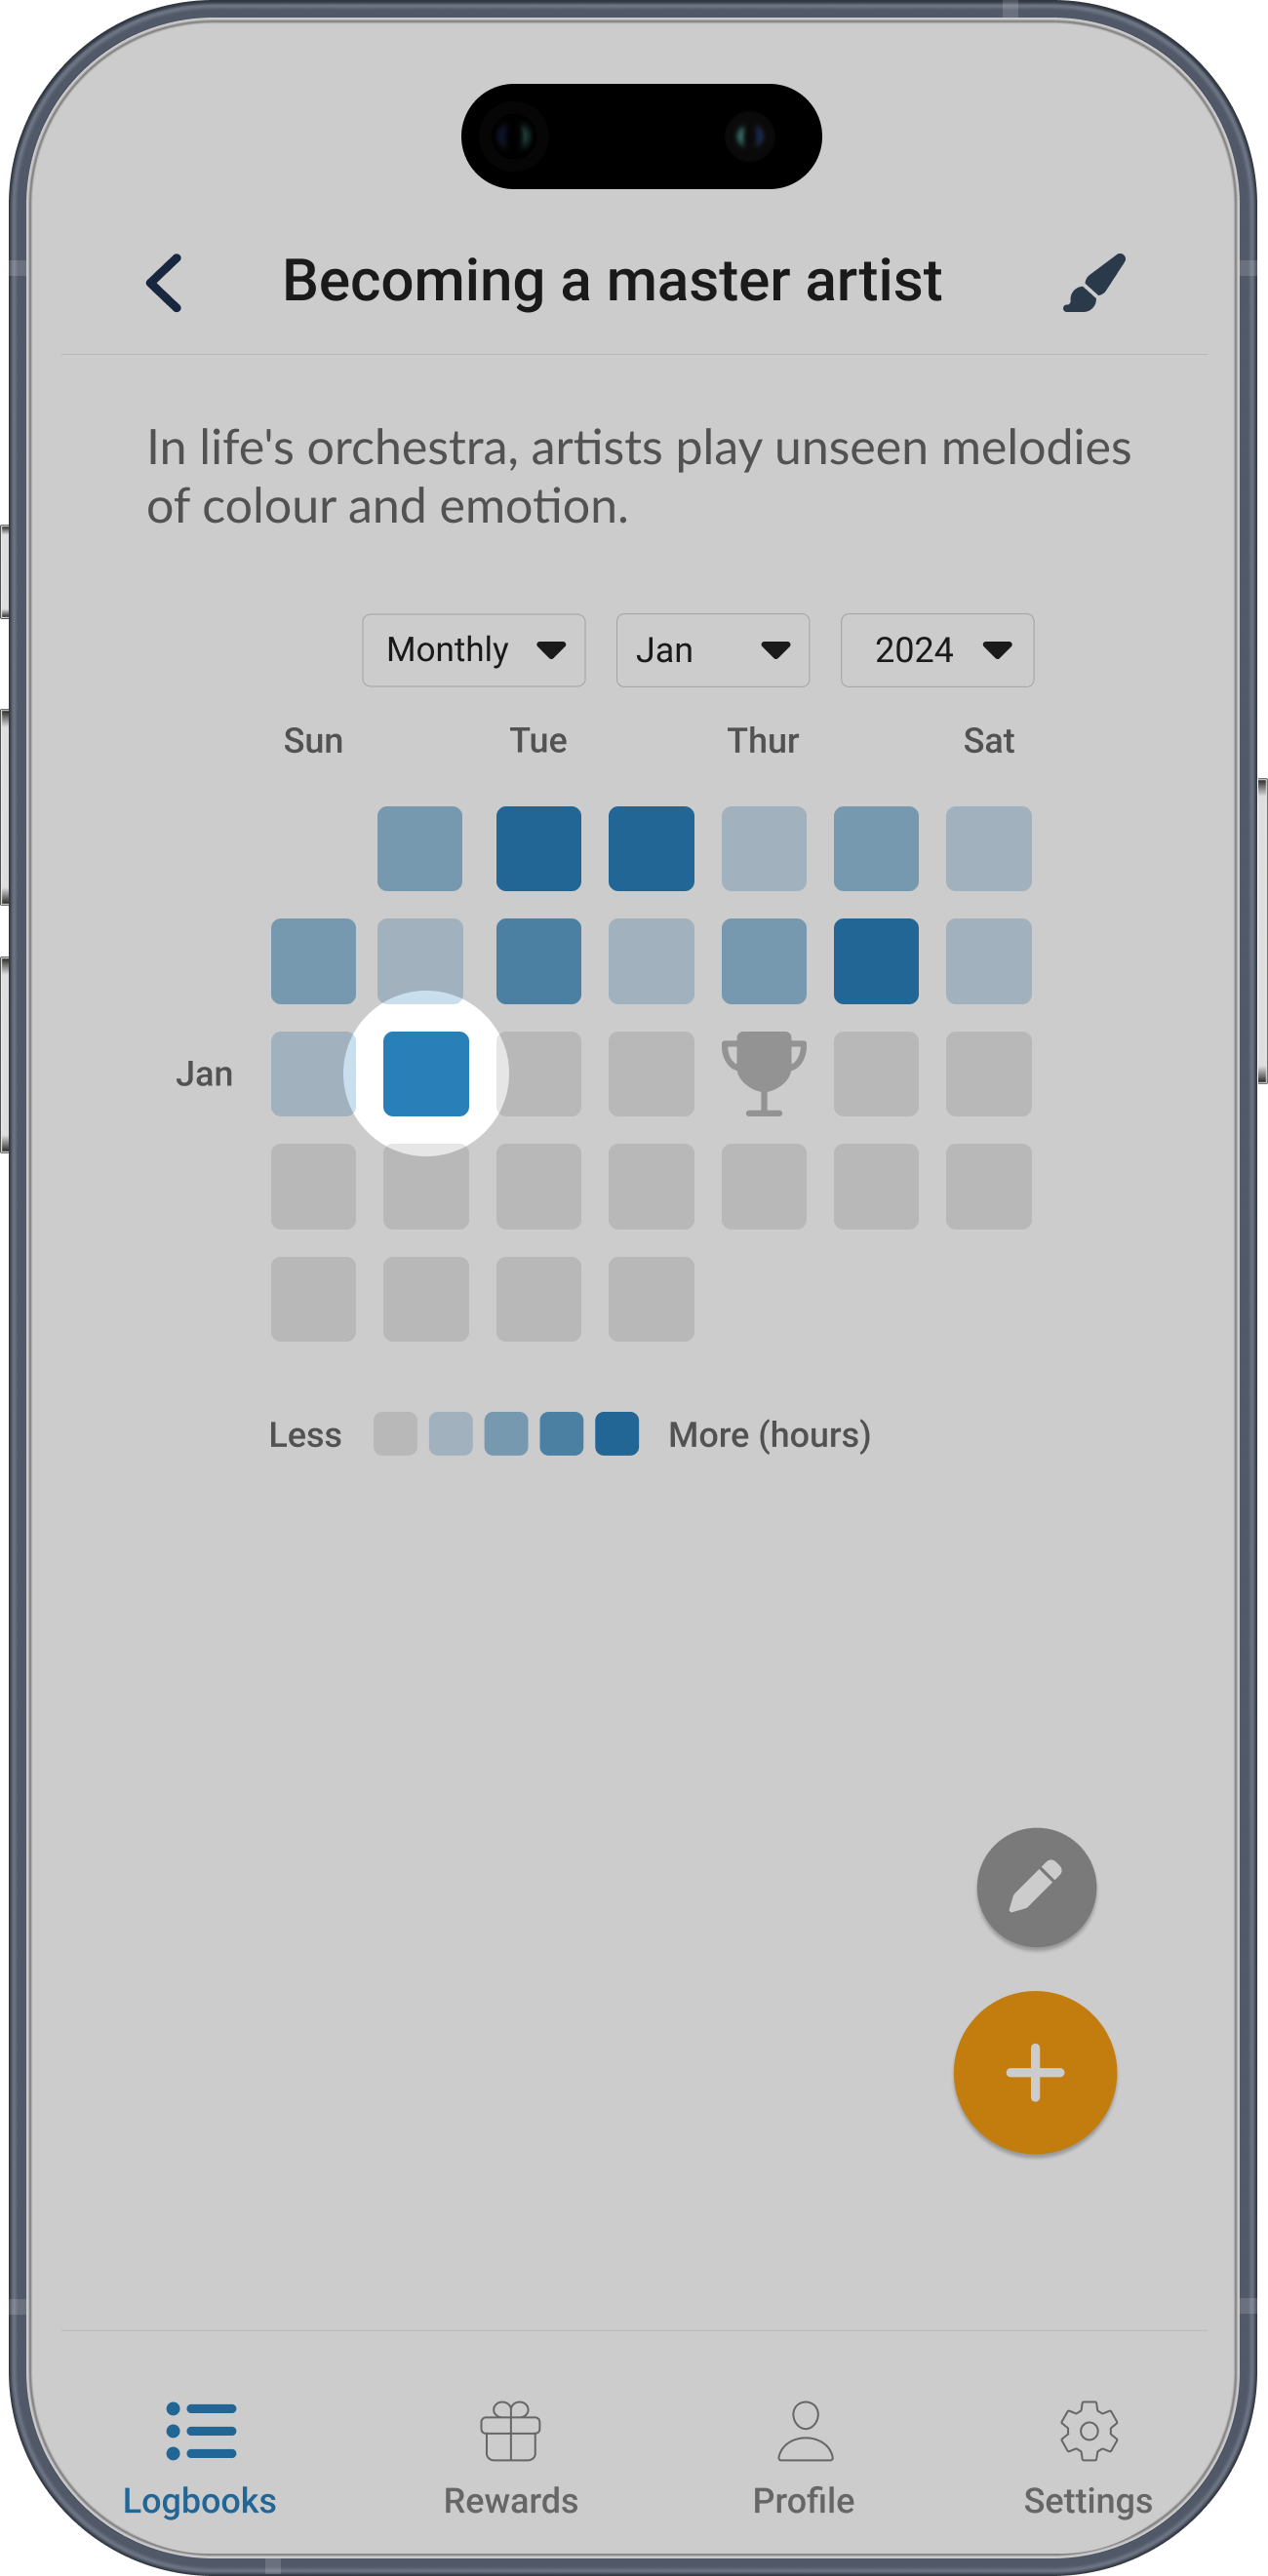 Becoming a master artist
In life's orchestra, artists play unseen melodies
of colour and emotion.
Monthly Jan 2024
Sun Tue Thur Sat
Jan
Less More (hours)
Logbooks Rewards Profile Settings